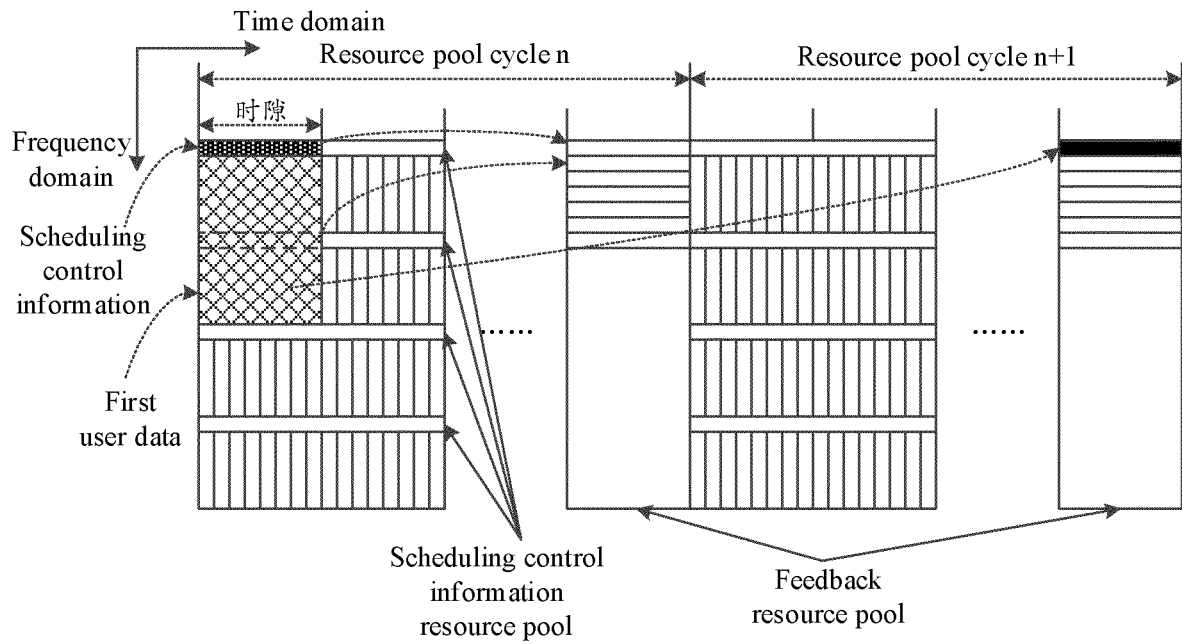 Time domain
Resource pool cycle n
Resource pool cycle n+1
时隙
Frequency
domain
Scheduling
control
information
......
......
First
user data
Scheduling control
information
resource pool
Feedback
resource pool